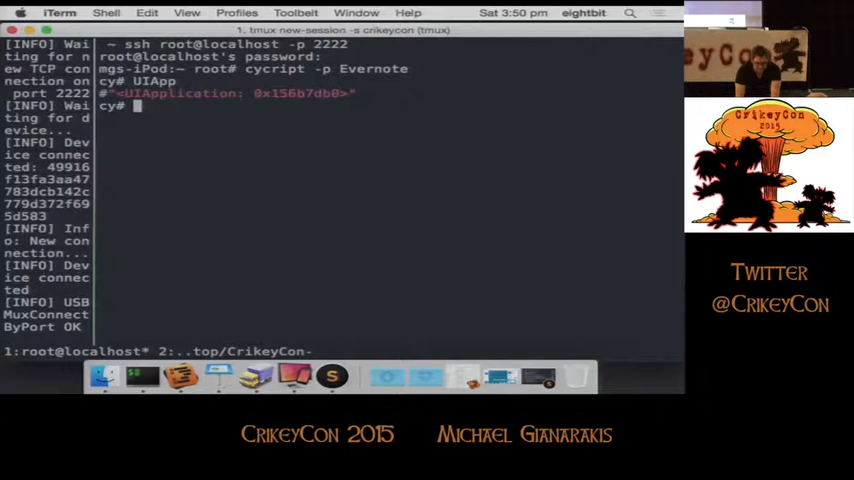 iTerm Shell Edit View Profiles Toolbelt Window Help Sat 3:50 pm eightbit
1. tmux new-session -s crikeycon (tmux)
[INFO] Wai
ting for n
ew TCP con
nection on
port 2222
[INFO] Wai
ting for d
evice...
[INFO] Dev
ice connec
ted: 49916
f13fa3aa47
783dcb142c
779d372f69
5d583
[INFO] Inf
o: New con
nection...
[INFO] Dev
ice connec
ted
[INFO] USB
MuxConnect
ByPort OK
~ ssh root@localhost -p 2222
root@localhost's password:
mgs-iPod:~ root# cycript -p Evernote
cy# UIApp
#"<UIApplication: 0x156b7db0>"
cy#
1:root@localhost* 2:..top/CrikeyCon-
CrikeyCon
2015
Twitter
@CrikeyCon
CrikeyCon 2015 Michael Gianarakis